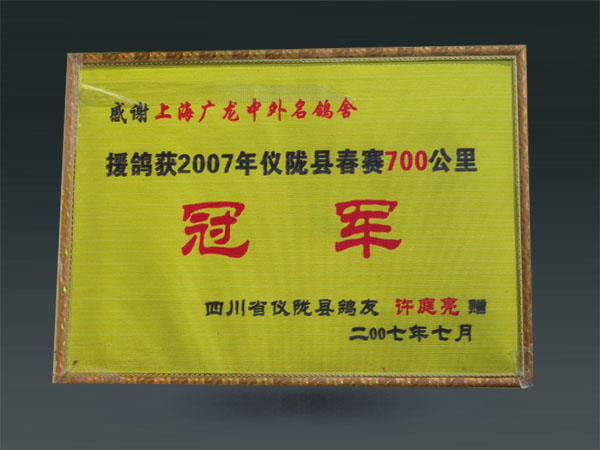 感谢上海广龙中外名鸽舍
援鸽获2007年仪陇县春赛700公里
冠军
四川省仪陇县鸽友 许庭亮 赠
二00七年七月